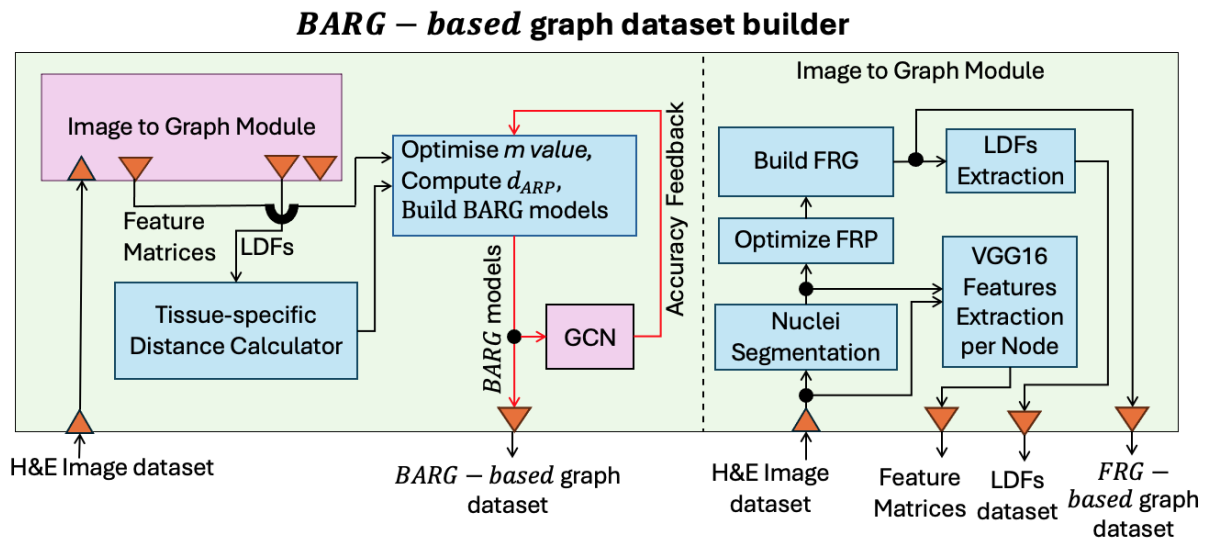 BARG − based graph dataset builder
Image to Graph Module
Feature
Matrices
LDFs
Tissue-specific
Distance Calculator
Optimise m value,
Compute d_ARP,
Build BARG models
Accuracy Feedback
BARG models
GCN
H&E Image dataset
BARG − based graph
dataset
Image to Graph Module
Build FRG
LDFs
Extraction
Optimize FRP
VGG16
Features
Extraction
per Node
Nuclei
Segmentation
H&E Image
dataset
Feature
Matrices
LDFs
dataset
FRG −
based graph
dataset